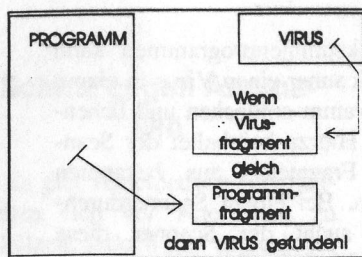 PROGRAMM
VIRUS
Wenn
Virus-
fragment
gleich
Programm-
fragment
dann VIRUS gefunden!